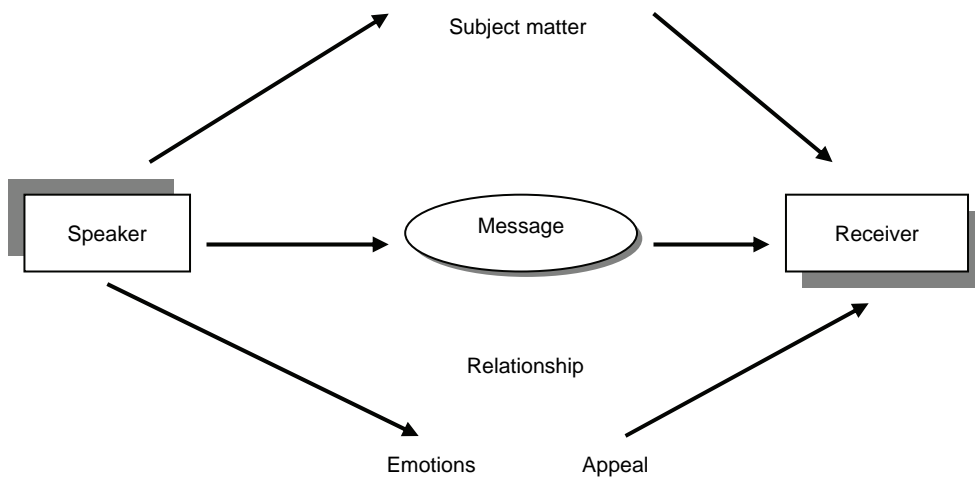 Subject matter
Speaker
Message
Receiver
Relationship
Emotions
Appeal